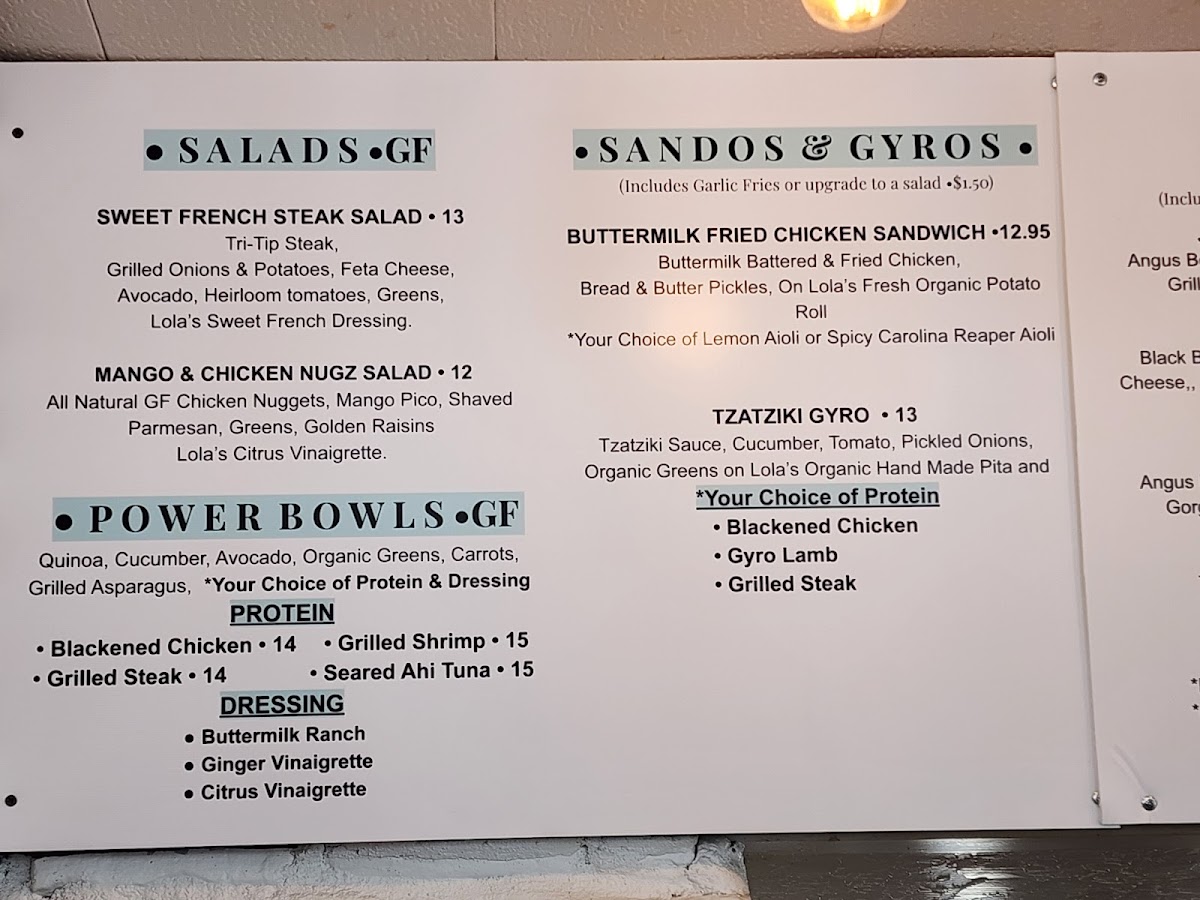 • SALADS •GF
SWEET FRENCH STEAK SALAD • 13
Tri-Tip Steak,
Grilled Onions & Potatoes, Feta Cheese,
Avocado, Heirloom tomatoes, Greens,
Lola's Sweet French Dressing.
MANGO & CHICKEN NUGZ SALAD • 12
All Natural GF Chicken Nuggets, Mango Pico, Shaved
Parmesan, Greens, Golden Raisins
Lola's Citrus Vinaigrette.
• POWER BOWLS •GF
Quinoa, Cucumber, Avocado, Organic Greens, Carrots,
Grilled Asparagus, *Your Choice of Protein & Dressing
PROTEIN
• Blackened Chicken • 14 • Grilled Shrimp • 15
• Grilled Steak • 14 • Seared Ahi Tuna • 15
DRESSING
• Buttermilk Ranch
• Ginger Vinaigrette
• Citrus Vinaigrette
• SANDOS & GYROS •
(Includes Garlic Fries or upgrade to a salad •$1.50)
BUTTERMILK FRIED CHICKEN SANDWICH •12.95
Buttermilk Battered & Fried Chicken,
Bread & Butter Pickles, On Lola's Fresh Organic Potato
Roll
*Your Choice of Lemon Aioli or Spicy Carolina Reaper Aioli
TZATZIKI GYRO • 13
Tzatziki Sauce, Cucumber, Tomato, Pickled Onions,
Organic Greens on Lola's Organic Hand Made Pita and
*Your Choice of Protein
• Blackened Chicken
• Gyro Lamb
• Grilled Steak
Angus
Black
Cheese,,
Angus